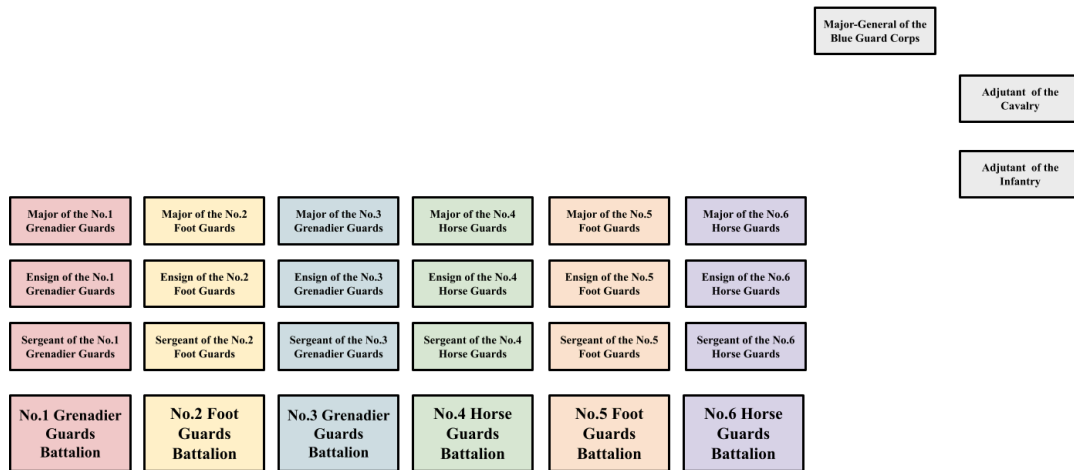 Major-General of the
Blue Guard Corps
Adjutant of the
Cavalry
Adjutant of the
Infantry
Major of the No.1
Grenadier Guards
Major of the No.2
Foot Guards
Major of the No.3
Grenadier Guards
Major of the No.4
Horse Guards
Major of the No.5
Foot Guards
Major of the No.6
Horse Guards
Ensign of the No.1
Grenadier Guards
Ensign of the No.2
Foot Guards
Ensign of the No.3
Grenadier Guards
Ensign of the No.4
Horse Guards
Ensign of the No.5
Foot Guards
Ensign of the No.6
Horse Guards
Sergeant of the No.1
Grenadier Guards
Sergeant of the No.2
Foot Guards
Sergeant of the No.3
Grenadier Guards
Sergeant of the No.4
Horse Guards
Sergeant of the No.5
Foot Guards
Sergeant of the No.6
Horse Guards
No.1 Grenadier
Guards
Battalion
No.2 Foot
Guards
Battalion
No.3 Grenadier
Guards
Battalion
No.4 Horse
Guards
Battalion
No.5 Foot
Guards
Battalion
No.6 Horse
Guards
Battalion